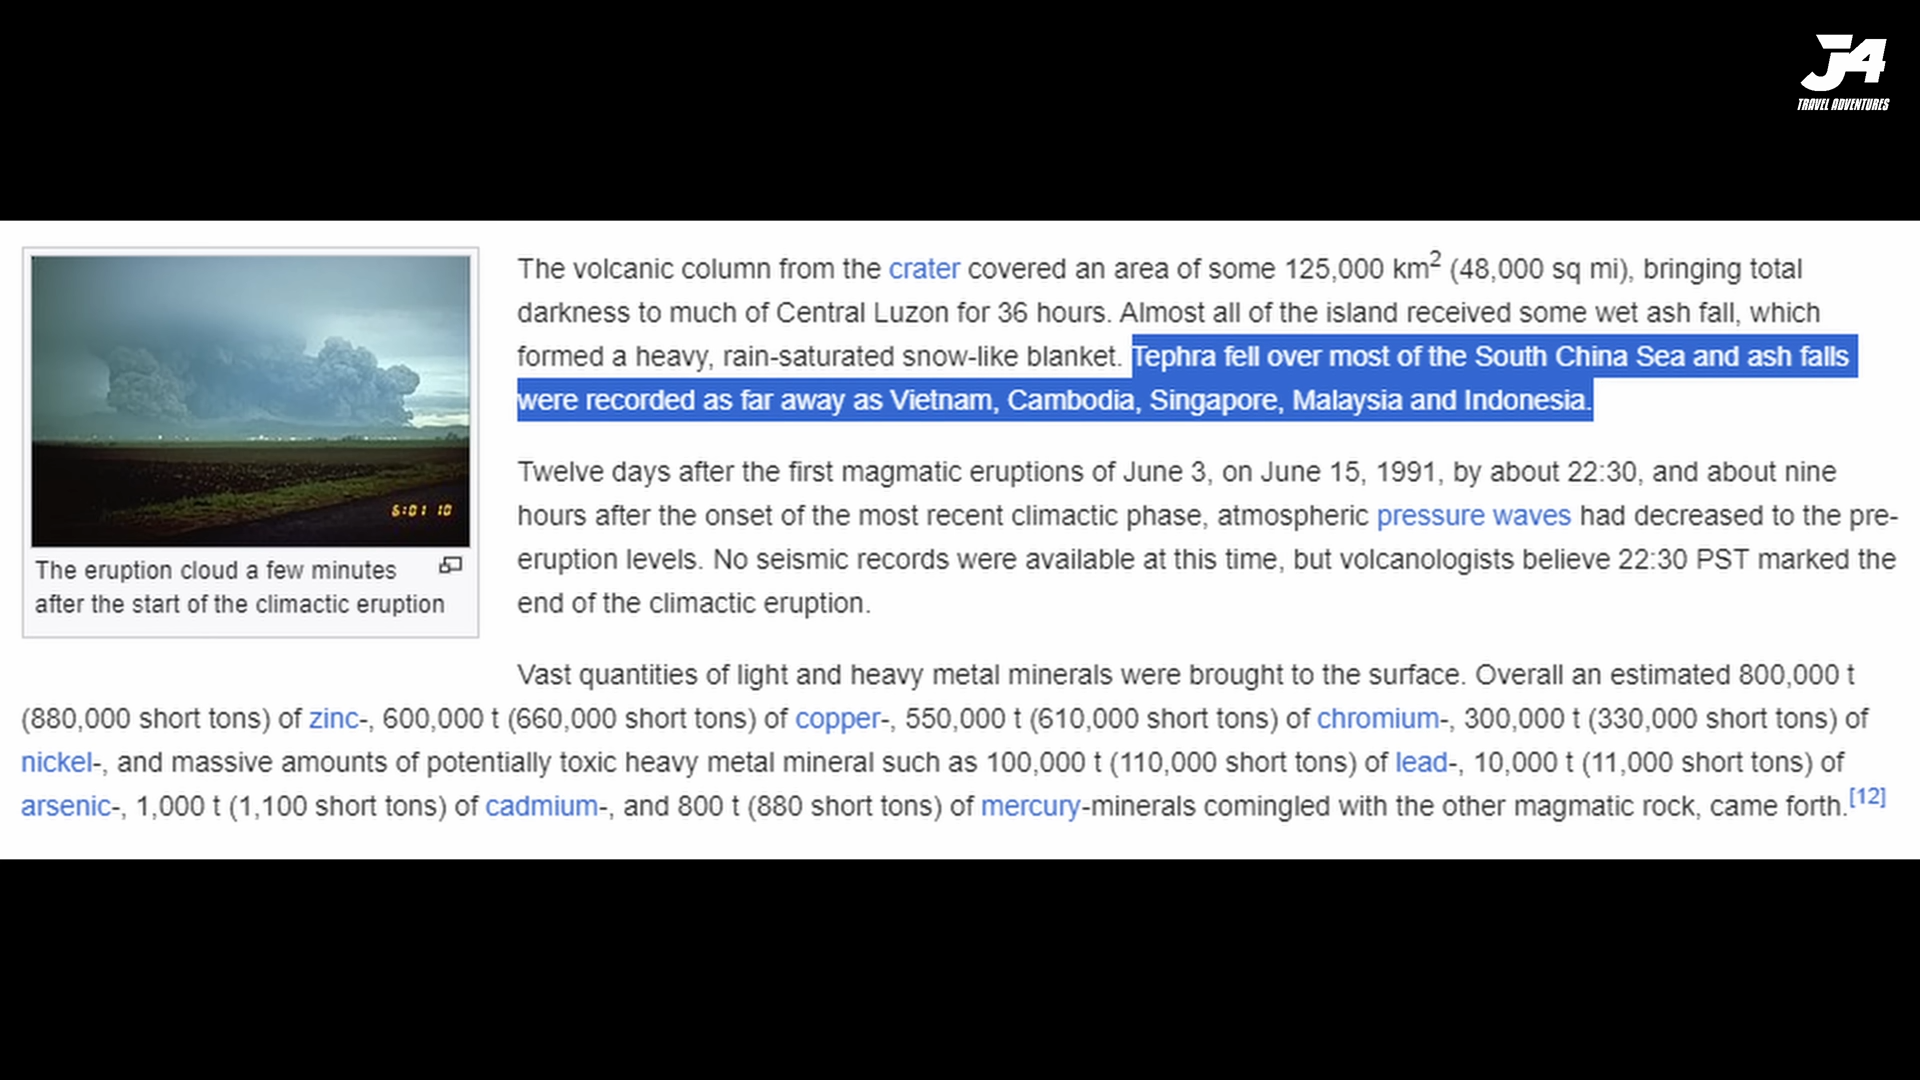 J4
TRAVEL ADVENTURES
The volcanic column from the crater covered an area of some 125,000 km2 (48,000 sq mi), bringing total
darkness to much of Central Luzon for 36 hours. Almost all of the island received some wet ash fall, which
formed a heavy, rain-saturated snow-like blanket. Tephra fell over most of the South China Sea and ash falls
were recorded as far away as Vietnam, Cambodia, Singapore, Malaysia and Indonesia.
6:01 10
The eruption cloud a few minutes
after the start of the climactic eruption
Twelve days after the first magmatic eruptions of June 3, on June 15, 1991, by about 22:30, and about nine
hours after the onset of the most recent climactic phase, atmospheric pressure waves had decreased to the pre-
eruption levels. No seismic records were available at this time, but volcanologists believe 22:30 PST marked the
end of the climactic eruption.
Vast quantities of light and heavy metal minerals were brought to the surface. Overall an estimated 800,000 t
(880,000 short tons) of zinc-, 600,000 t (660,000 short tons) of copper-, 550,000 t (610,000 short tons) of chromium-, 300,000 t (330,000 short tons) of
nickel-, and massive amounts of potentially toxic heavy metal mineral such as 100,000 t (110,000 short tons) of lead-, 10,000 t (11,000 short tons) of
arsenic-, 1,000 t (1,100 short tons) of cadmium-, and 800 t (880 short tons) of mercury-minerals comingled with the other magmatic rock, came forth.[12]